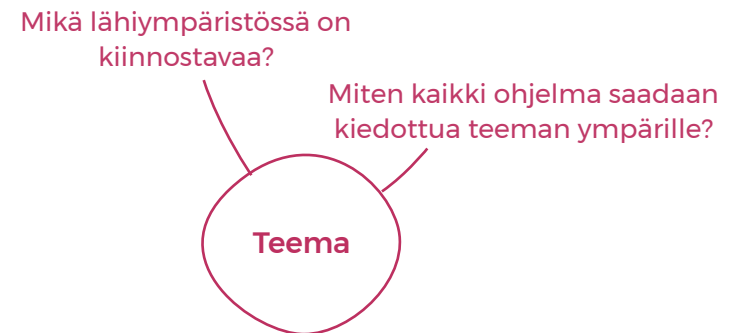 Mikä lähiympäristössä on
kiinnostavaa?
Miten kaikki ohjelma saadaan
kiedottua teeman ympärille?
Teema